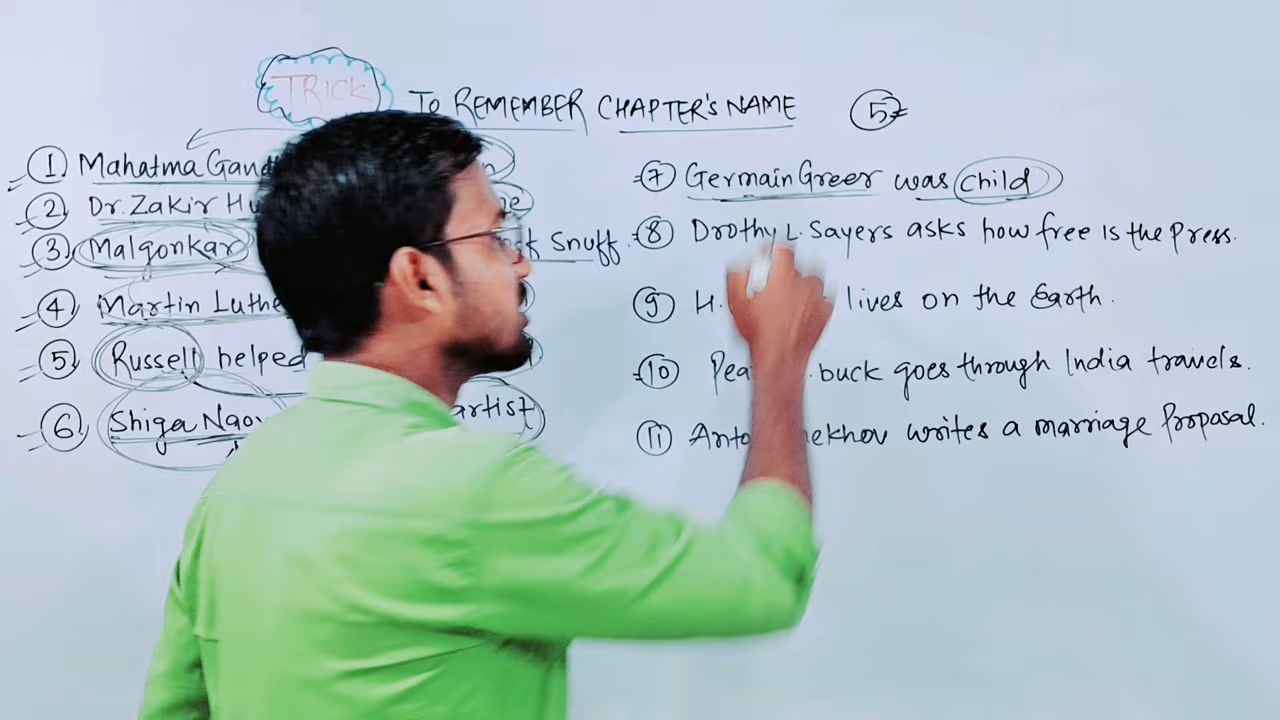 TRICK TO REMEMBER CHAPTER'S NAME 5
1 Mahatma Gand
2 Dr. Zakir Hu
3 Malgonkar Snuff.
4 Martin Luthe
5 Russell helped
6 Shiga Nao artist
7 Germain Greer was child
8 Drothy L. Sayers asks how free is the Press.
9 H. lives on the Earth.
10 Pea buck goes through India travels.
11 Anto ekhov writes a marriage Propasal.